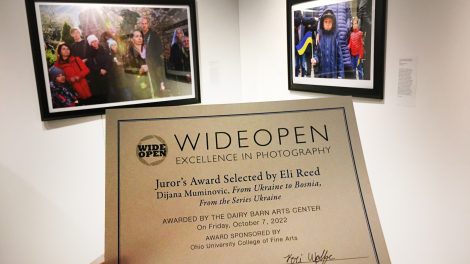 WIDE
OPEN
WIDEOPEN
EXCELLENCE IN PHOTOGRAPHY
Juror's Award Selected by Eli Reed
Dijana Muminovic, From Ukraine to Bosnia,
From the Series Ukraine
AWARDED BY THE DAIRY BARN ARTS CENTER
On Friday, October 7, 2022
AWARD SPONSORED BY
Ohio University College of Fine Arts